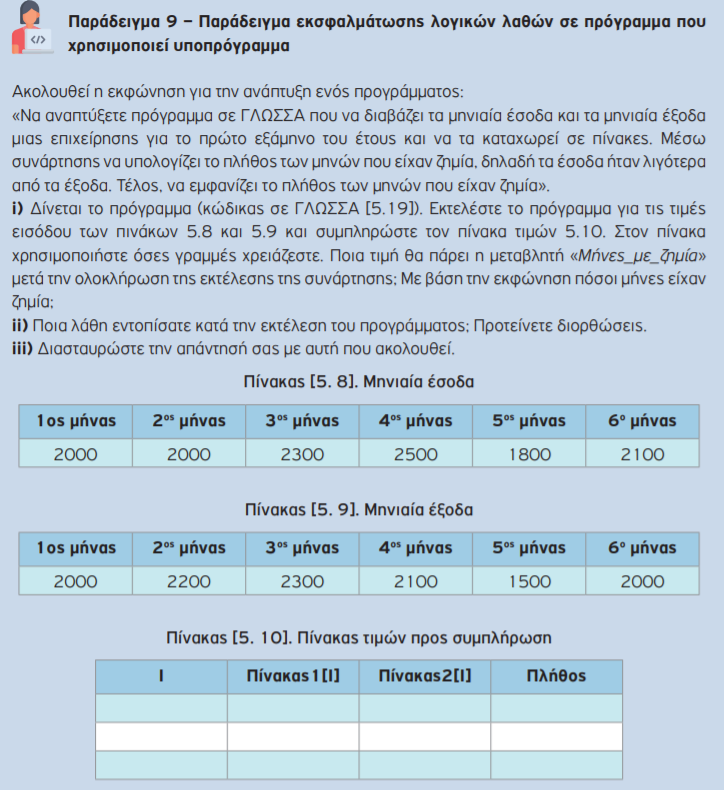 Παράδειγμα 9 – Παράδειγμα εκσφαλμάτωσης λογικών λαθών σε πρόγραμμα που
χρησιμοποιεί υποπρόγραμμα
Ακολουθεί η εκφώνηση για την ανάπτυξη ενός προγράμματος:
«Να αναπτύξετε πρόγραμμα σε ΓΛΩΣΣΑ που να διαβάζει τα μηνιαία έσοδα και τα μηνιαία έξοδα
μιας επιχείρησης για το πρώτο εξάμηνο του έτους και να τα καταχωρεί σε πίνακες. Μέσω
συνάρτησης να υπολογίζει το πλήθος των μηνών που είχαν ζημία, δηλαδή τα έσοδα ήταν λιγότερα
από τα έξοδα. Τέλος, να εμφανίζει το πλήθος των μηνών που είχαν ζημία».
i) Δίνεται το πρόγραμμα (κώδικας σε ΓΛΩΣΣΑ [5.19]). Εκτελέστε το πρόγραμμα για τις τιμές
εισόδου των πινάκων 5.8 και 5.9 και συμπληρώστε τον πίνακα τιμών 5.10. Στον πίνακα
χρησιμοποιήστε όσες γραμμές χρειάζεστε. Ποια τιμή θα πάρει η μεταβλητή «Μήνες_με_ζημία»
μετά την ολοκλήρωση της εκτέλεσης της συνάρτησης; Με βάση την εκφώνηση πόσοι μήνες είχαν
ζημία;
ii) Ποια λάθη εντοπίσατε κατά την εκτέλεση του προγράμματος; Προτείνετε διορθώσεις.
iii) Διασταυρώστε την απάντησή σας με αυτή που ακολουθεί.
Πίνακας [5. 8]. Μηνιαία έσοδα
1ος μήνας 2ος μήνας 3ος μήνας 4ος μήνας 5ος μήνας 6ο μήνας
2000 2000 2300 2500 1800 2100
Πίνακας [5. 9]. Μηνιαία έξοδα
1ος μήνας 2ος μήνας 3ος μήνας 4ος μήνας 5ος μήνας 6ο μήνας
2000 2200 2300 2100 1500 2000
Πίνακας [5. 10]. Πίνακας τιμών προς συμπλήρωση
I Πίνακας1[I] Πίνακας2[I] Πλήθος